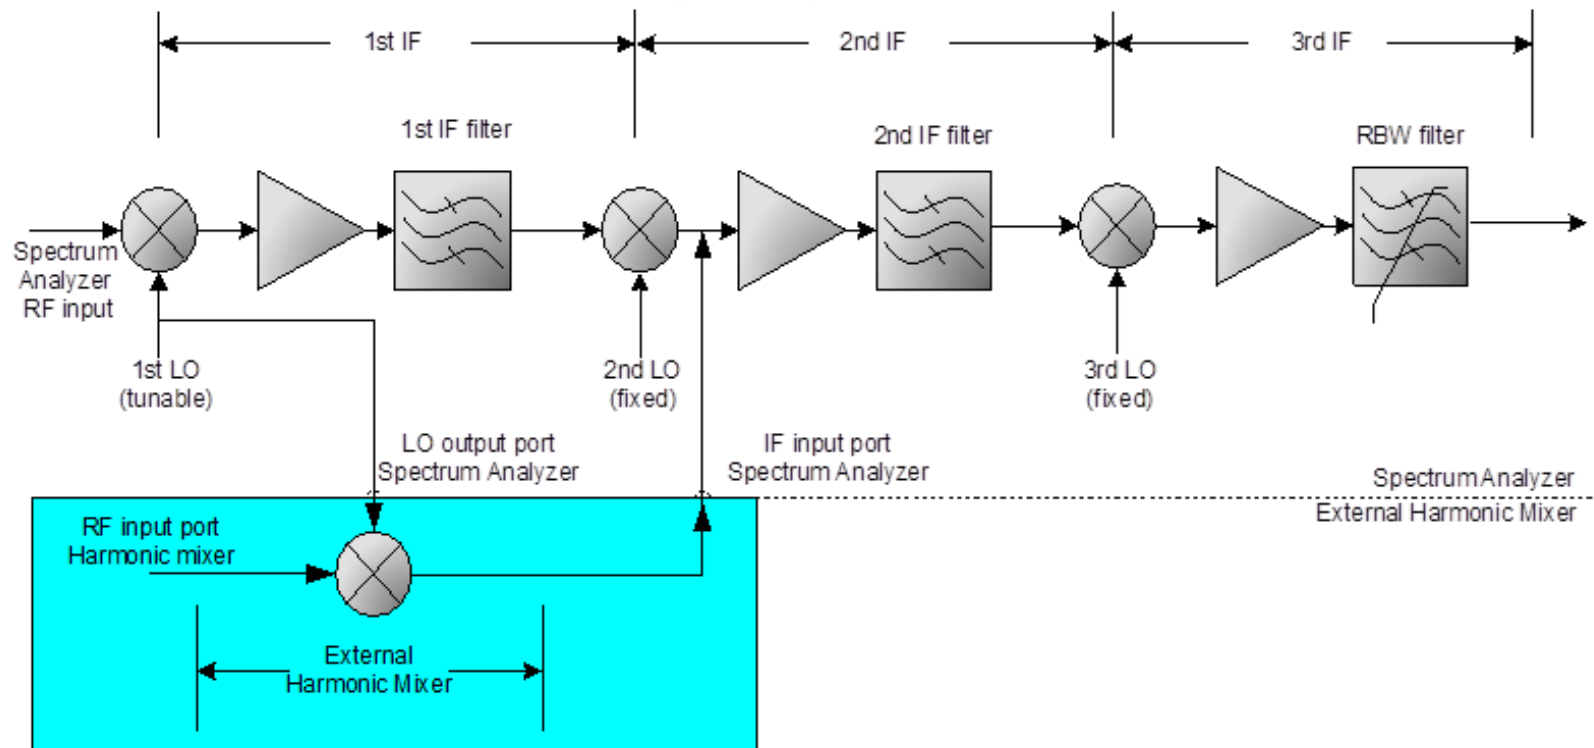 1st IF
2nd IF
3rd IF
1st IF filter
2nd IF filter
RBW filter
Spectrum
Analyzer
RF input
1st LO
(tunable)
2nd LO
(fixed)
3rd LO
(fixed)
LO output port
Spectrum Analyzer
IF input port
Spectrum Analyzer
Spectrum Analyzer
External Harmonic Mixer
RF input port
Harmonic mixer
External
Harmonic Mixer